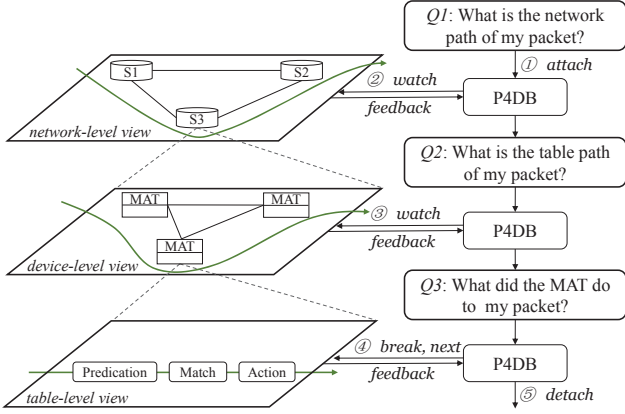 Q1: What is the network
path of my packet?
① attach
S1
S2
S3
② watch
feedback
P4DB
network-level view
Q2: What is the table path
of my packet?
MAT
MAT
MAT
③ watch
feedback
P4DB
device-level view
Q3: What did the MAT do
to my packet?
④ break, next
feedback
P4DB
Predication
Match
Action
table-level view
⑤ detach